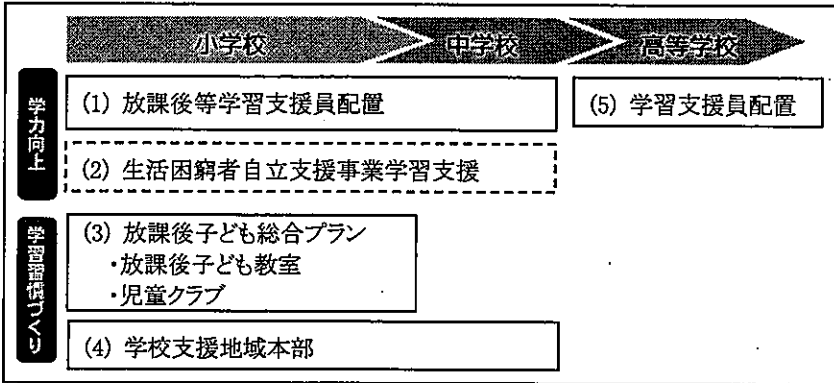 小学校
中学校
高等学校
学力向上
(1) 放課後等学習支援員配置
(5) 学習支援員配置
(2) 生活困窮者自立支援事業学習支援
学習習慣づくり
(3) 放課後子ども総合プラン
・放課後子ども教室
・児童クラブ
(4) 学校支援地域本部